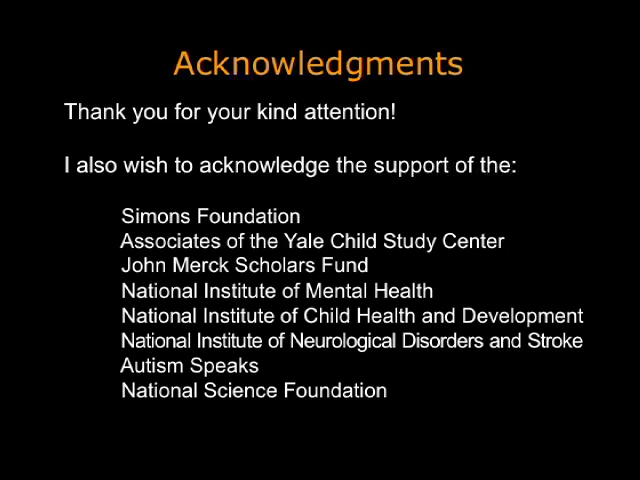 Acknowledgments
Thank you for your kind attention!
I also wish to acknowledge the support of the:
Simons Foundation
Associates of the Yale Child Study Center
John Merck Scholars Fund
National Institute of Mental Health
National Institute of Child Health and Development
National Institute of Neurological Disorders and Stroke
Autism Speaks
National Science Foundation